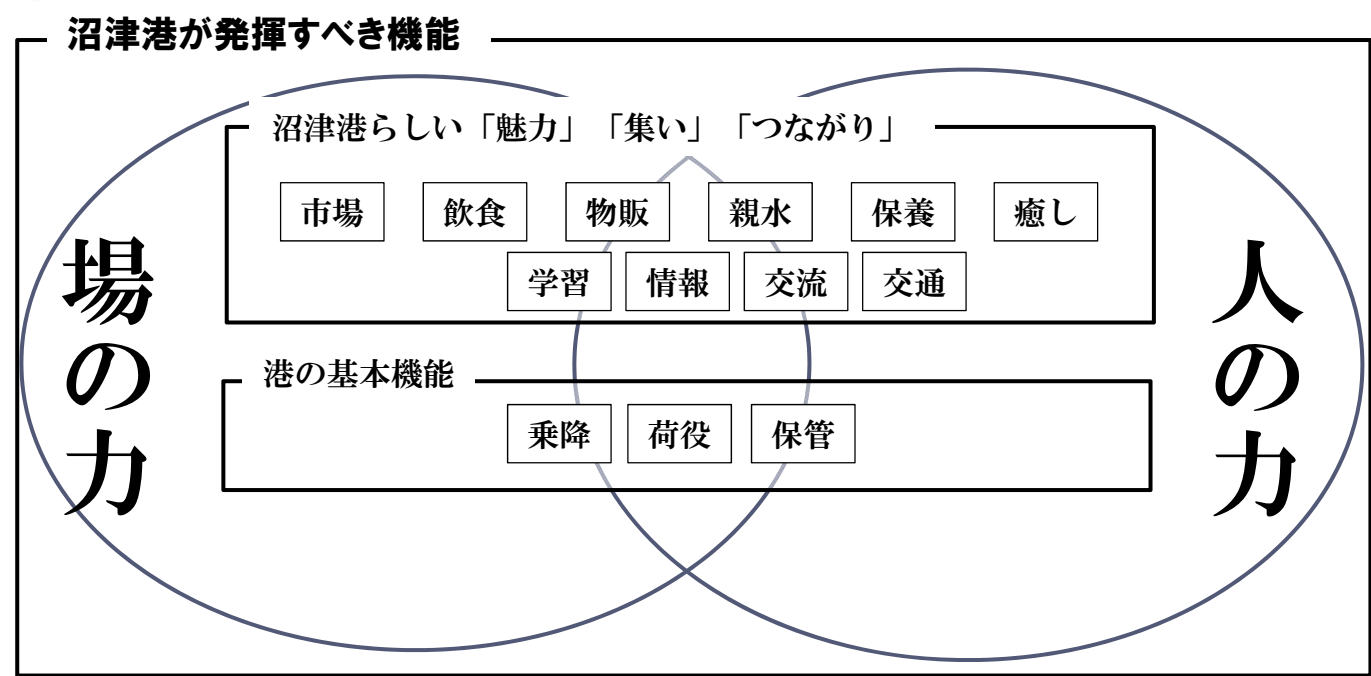 沼津港が発揮すべき機能
沼津港らしい「魅力」「集い」「つながり」
市場 飲食 物販 親水 保養 癒し
学習 情報 交流 交通
場の力
人の力
港の基本機能
乗降 荷役 保管